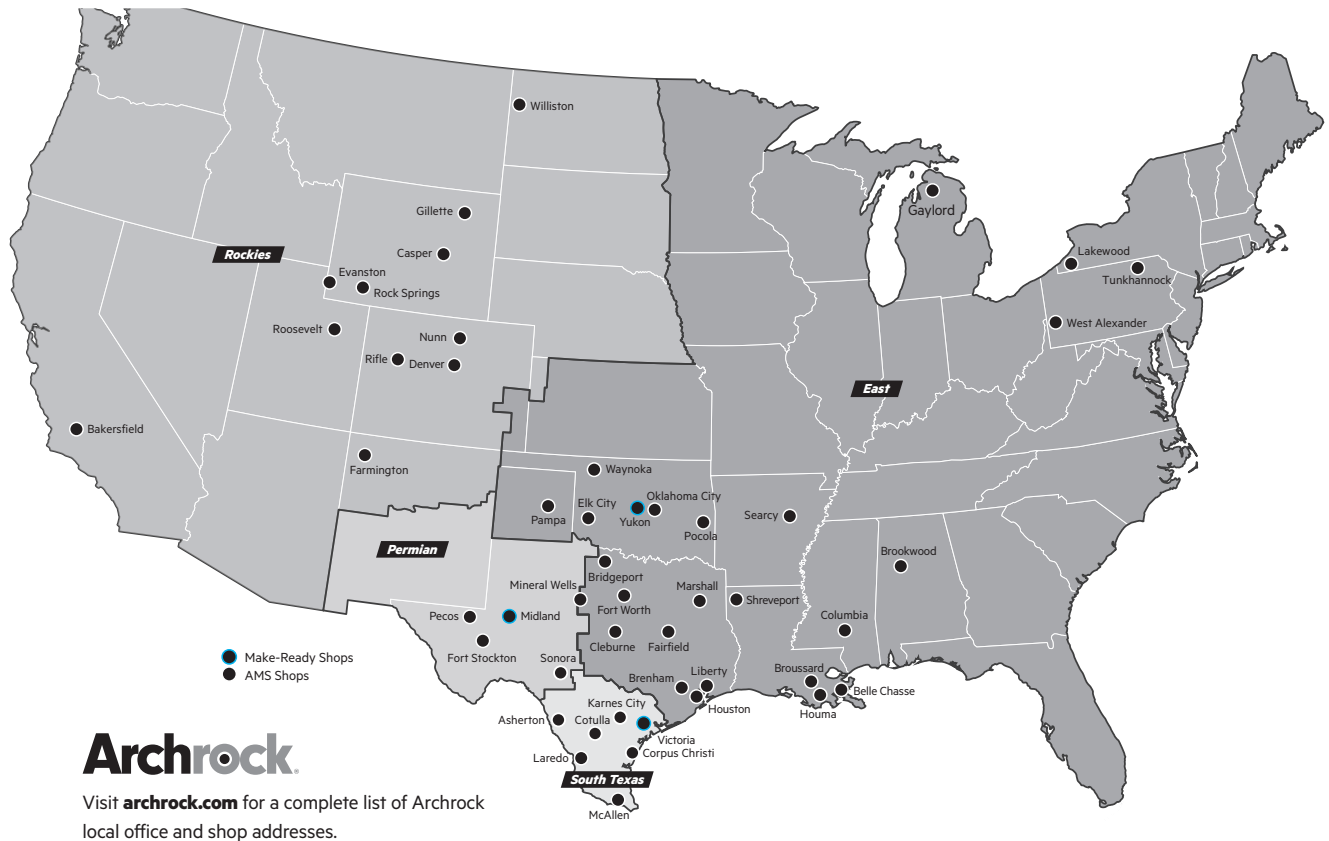 Williston
Gillette
Gaylord
Rockies
Casper
Lakewood
Evanston
Tunkhannock
Rock Springs
Roosevelt
West Alexander
Nunn
Rifle
Denver
East
Bakersfield
Farmington
Waynoka
Oklahoma City
Elk City
Pampa
Yukon
Searcy
Pocola
Permian
Brookwood
Bridgeport
Mineral Wells
Marshall
Shreveport
Fort Worth
Pecos
Midland
Columbia
Cleburne
Fairfield
Fort Stockton
Sonora
Make-Ready Shops
AMS Shops
Brenham
Liberty
Broussard
Belle Chasse
Houston
Houma
Karnes City
Asherton
Cotulla
Victoria
Corpus Christi
Laredo
South Texas
McAllen
Archrock
Visit archrock.com for a complete list of Archrock
local office and shop addresses.